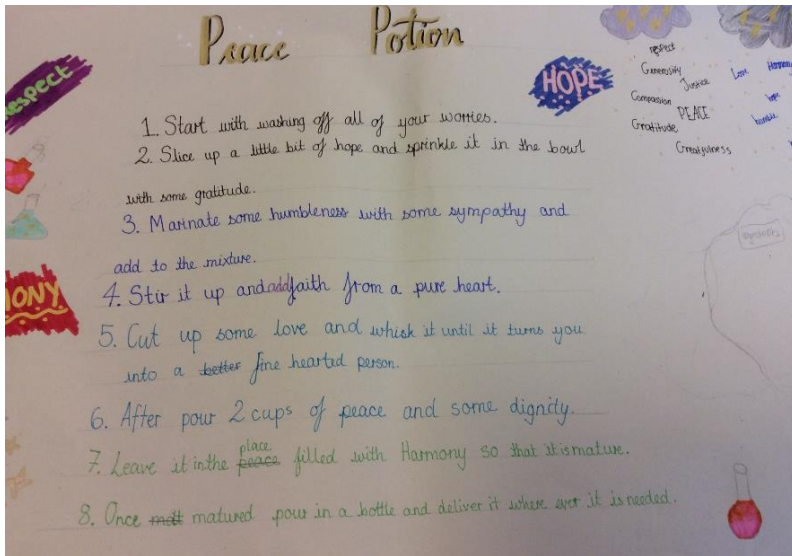 Peace Potion
Respect
HOPE
respect
Generosity
Justice
Love
Compassion
PEACE
hope
Gratitude
humble
Greatfulness
1. Start with washing off all of your worries.
2. Slice up a little bit of hope and sprinkle it in the bowl
with some gratitude.
3. Marinate some humbleness with some sympathy and
add to the mixture.
4. Stir it up and add faith from a pure heart.
MONY
5. Cut up some love and whisk it until it turns you
into a better fine hearted person.
6. After pour 2 cups of peace and some dignity.
7. Leave it in the peace place filled with Harmony so that it is mature.
8. Once matured pour in a bottle and deliver it where ever it is needed.